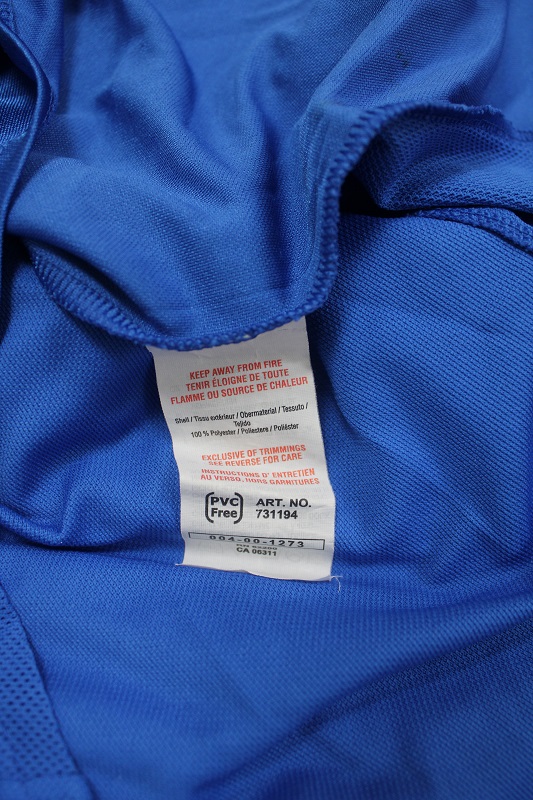 KEEP AWAY FROM FIRE
TENIR ÉLOIGNE DE TOUTE
FLAMME OU SOURCE DE CHALEUR
Shell / Tissu extérieur / Obermaterial / Tessuto /
Tejido
100 % Polyester / Poliestere / Poliéster
EXCLUSIVE OF TRIMMINGS
SEE REVERSE FOR CARE
INSTRUCTIONS D' ENTRETIEN
AU VERSO. HORS GARNITURES
PVC Free
ART. NO.
731194
004-00-1273
CA 06311